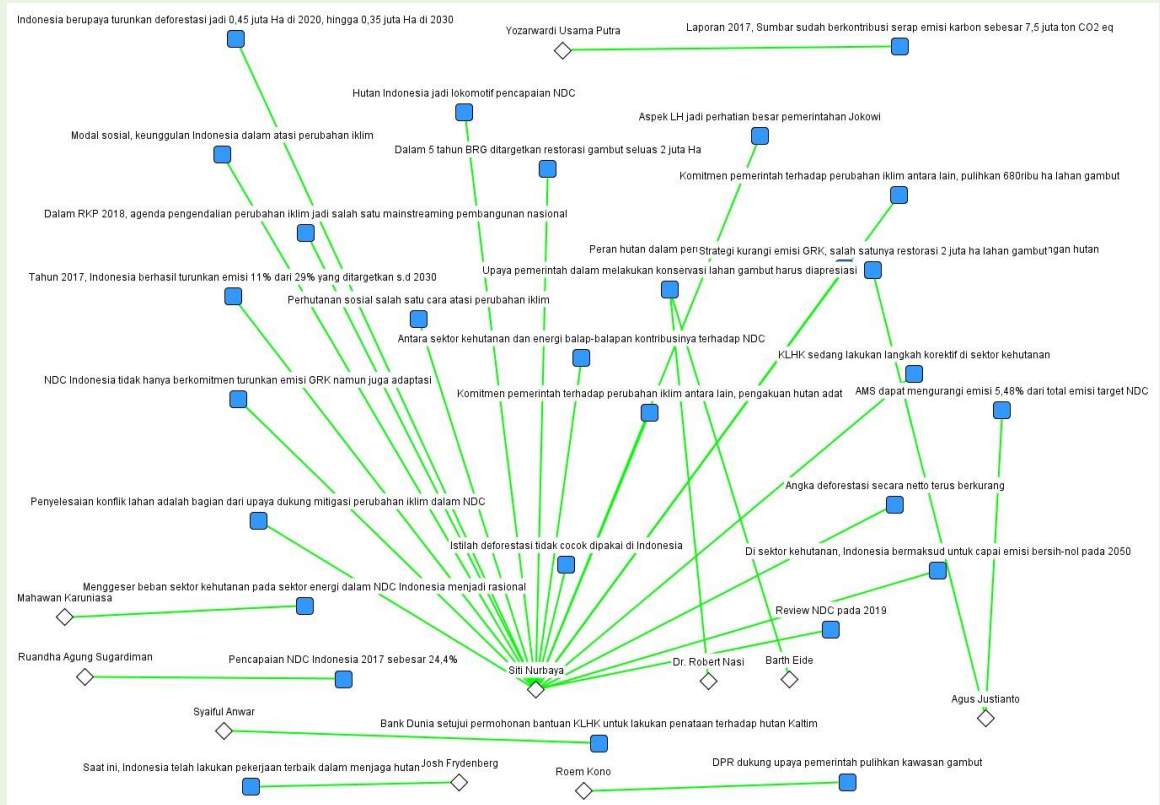 Indonesia berupaya turunkan deforestasi jadi 0,45 juta Ha di 2020, hingga 0,35 juta Ha di 2030
Yozarwardi Usama Putra
Laporan 2017, Sumbar sudah berkontribusi serap emisi karbon sebesar 7,5 juta ton CO2 eq
Hutan Indonesia jadi lokomotif pencapaian NDC
Aspek LH jadi perhatian besar pemerintahan Jokowi
Modal sosial, keunggulan Indonesia dalam atasi perubahan iklim
Dalam 5 tahun BRG ditargetkan restorasi gambut seluas 2 juta Ha
Komitmen pemerintah terhadap perubahan iklim antara lain, pulihkan 680ribu ha lahan gambut
Dalam RKP 2018, agenda pengendalian perubahan iklim jadi salah satu mainstreaming pembangunan nasional
Peran hutan dalam
Strategi kurangi emisi GRK, salah satunya restorasi 2 juta ha lahan gambut
hutan
Upaya pemerintah dalam melakukan konservasi lahan gambut harus diapresiasi
Tahun 2017, Indonesia berhasil turunkan emisi 11% dari 29% yang ditargetkan s.d 2030
Perhutanan sosial salah satu cara atasi perubahan iklim
Antara sektor kehutanan dan energi balap-balapan kontribusinya terhadap NDC
KLHK sedang lakukan langkah korektif di sektor kehutanan
NDC Indonesia tidak hanya berkomitmen turunkan emisi GRK namun juga adaptasi
Komitmen pemerintah terhadap perubahan iklim antara lain, pengakuan hutan adat
AMS dapat mengurangi emisi 5,48% dari total emisi target NDC
Angka deforestasi secara netto terus berkurang
Penyelesaian konflik lahan adalah bagian dari upaya dukung mitigasi perubahan iklim dalam NDC
Istilah deforestasi tidak cocok dipakai di Indonesia
Di sektor kehutanan, Indonesia bermaksud untuk capai emisi bersih-nol pada 2050
Menggeser beban sektor kehutanan pada sektor energi dalam NDC Indonesia menjadi rasional
Mahawan Karuniasa
Review NDC pada 2019
Ruandha Agung Sugardiman
Pencapaian NDC Indonesia 2017 sebesar 24,4%
Siti Nurbaya
Dr. Robert Nasi
Barth Eide
Agus Justianto
Syaiful Anwar
Bank Dunia setujui permohonan bantuan KLHK untuk lakukan penataan terhadap hutan Kaltim
Saat ini, Indonesia telah lakukan pekerjaan terbaik dalam menjaga hutan
Josh Frydenberg
Roem Kono
DPR dukung upaya pemerintah pulihkan kawasan gambut